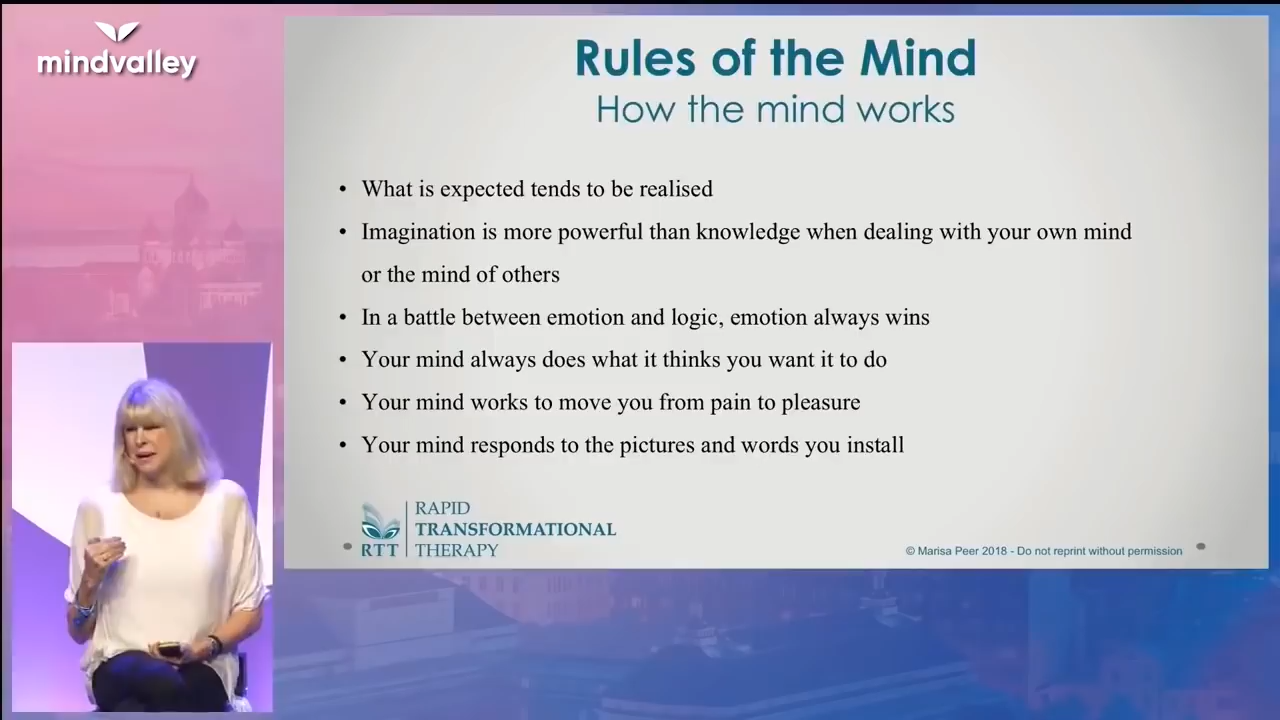 mindvalley
Rules of the Mind
How the mind works
• What is expected tends to be realised
• Imagination is more powerful than knowledge when dealing with your own mind
or the mind of others
• In a battle between emotion and logic, emotion always wins
• Your mind always does what it thinks you want it to do
• Your mind works to move you from pain to pleasure
• Your mind responds to the pictures and words you install
RTT
RAPID
TRANSFORMATIONAL
THERAPY
© Marisa Peer 2018 - Do not reprint without permission